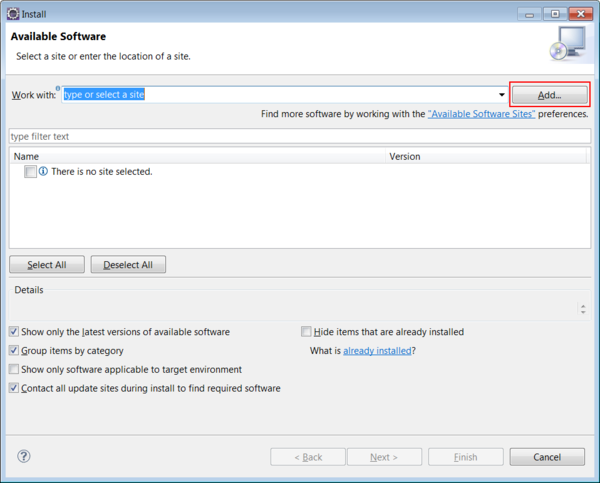 Install
Available Software
Select a site or enter the location of a site.
Work with: type or select a site Add...
Find more software by working with the "Available Software Sites" preferences.
type filter text
Name Version
There is no site selected.
Select All Deselect All
Details
Show only the latest versions of available software Hide items that are already installed
Group items by category What is already installed?
Show only software applicable to target environment
Contact all update sites during install to find required software
? < Back Next > Finish Cancel